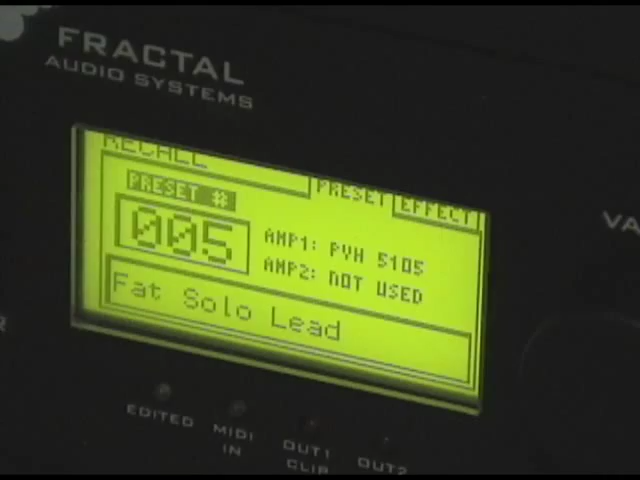 FRACTAL
AUDIO SYSTEMS
RECALL
PRESET EFFECT
PRESET #
005
AMP1: PVH 5105
AMP2: NOT USED
Fat Solo Lead
VA
R
EDITED
MIDI
IN
OUT1
CLIP
OUT2